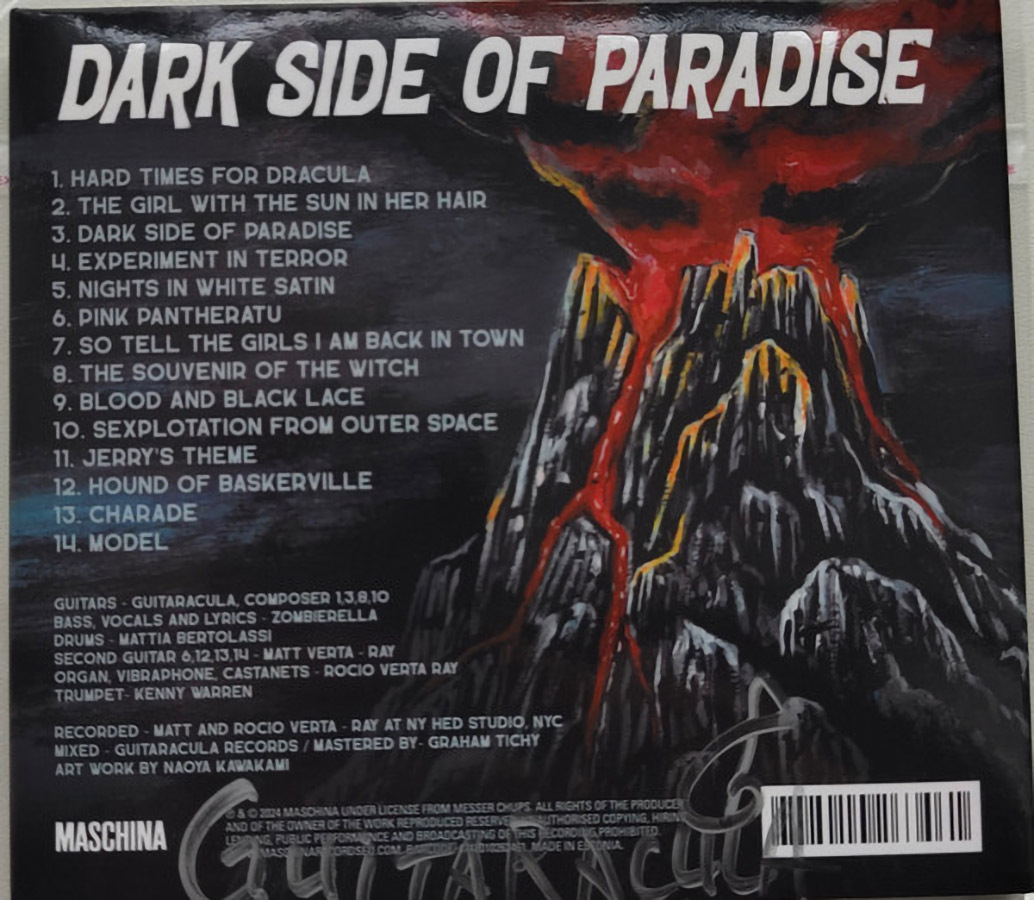 DARK SIDE OF PARADISE
1. HARD TIMES FOR DRACULA
2. THE GIRL WITH THE SUN IN HER HAIR
3. DARK SIDE OF PARADISE
4. EXPERIMENT IN TERROR
5. NIGHTS IN WHITE SATIN
6. PINK PANTHERATU
7. SO TELL THE GIRLS I AM BACK IN TOWN
8. THE SOUVENIR OF THE WITCH
9. BLOOD AND BLACK LACE
10. SEXPLOTATION FROM OUTER SPACE
11. JERRY'S THEME
12. HOUND OF BASKERVILLE
13. CHARADE
14. MODEL
GUITARS - GUITARACULA, COMPOSER 1,3,8,10
BASS, VOCALS AND LYRICS - ZOMBIERELLA
DRUMS - MATTIA BERTOLASSI
SECOND GUITAR 6,12,13,14 - MATT VERTA - RAY
ORGAN, VIBRAPHONE, CASTANETS - ROCIO VERTA RAY
TRUMPET- KENNY WARREN
RECORDED - MATT AND ROCIO VERTA - RAY AT NY HED STUDIO, NYC
MIXED - GUITARACULA RECORDS / MASTERED BY- GRAHAM TICHY
ART WORK BY NAOYA KAWAKAMI
MASCHINA
℗ & © 2024 MASCHINA UNDER LICENSE FROM MESSER CHUPS. ALL RIGHTS OF THE PRODUCER
AND OF THE OWNER OF THE WORK REPRODUCED RESERVED. UNAUTHORISED COPYING, HIRING,
LENDING, PUBLIC PERFORMANCE AND BROADCASTING OF THIS RECORDING PROHIBITED.
MADE IN ESTONIA.
GUITARACULA